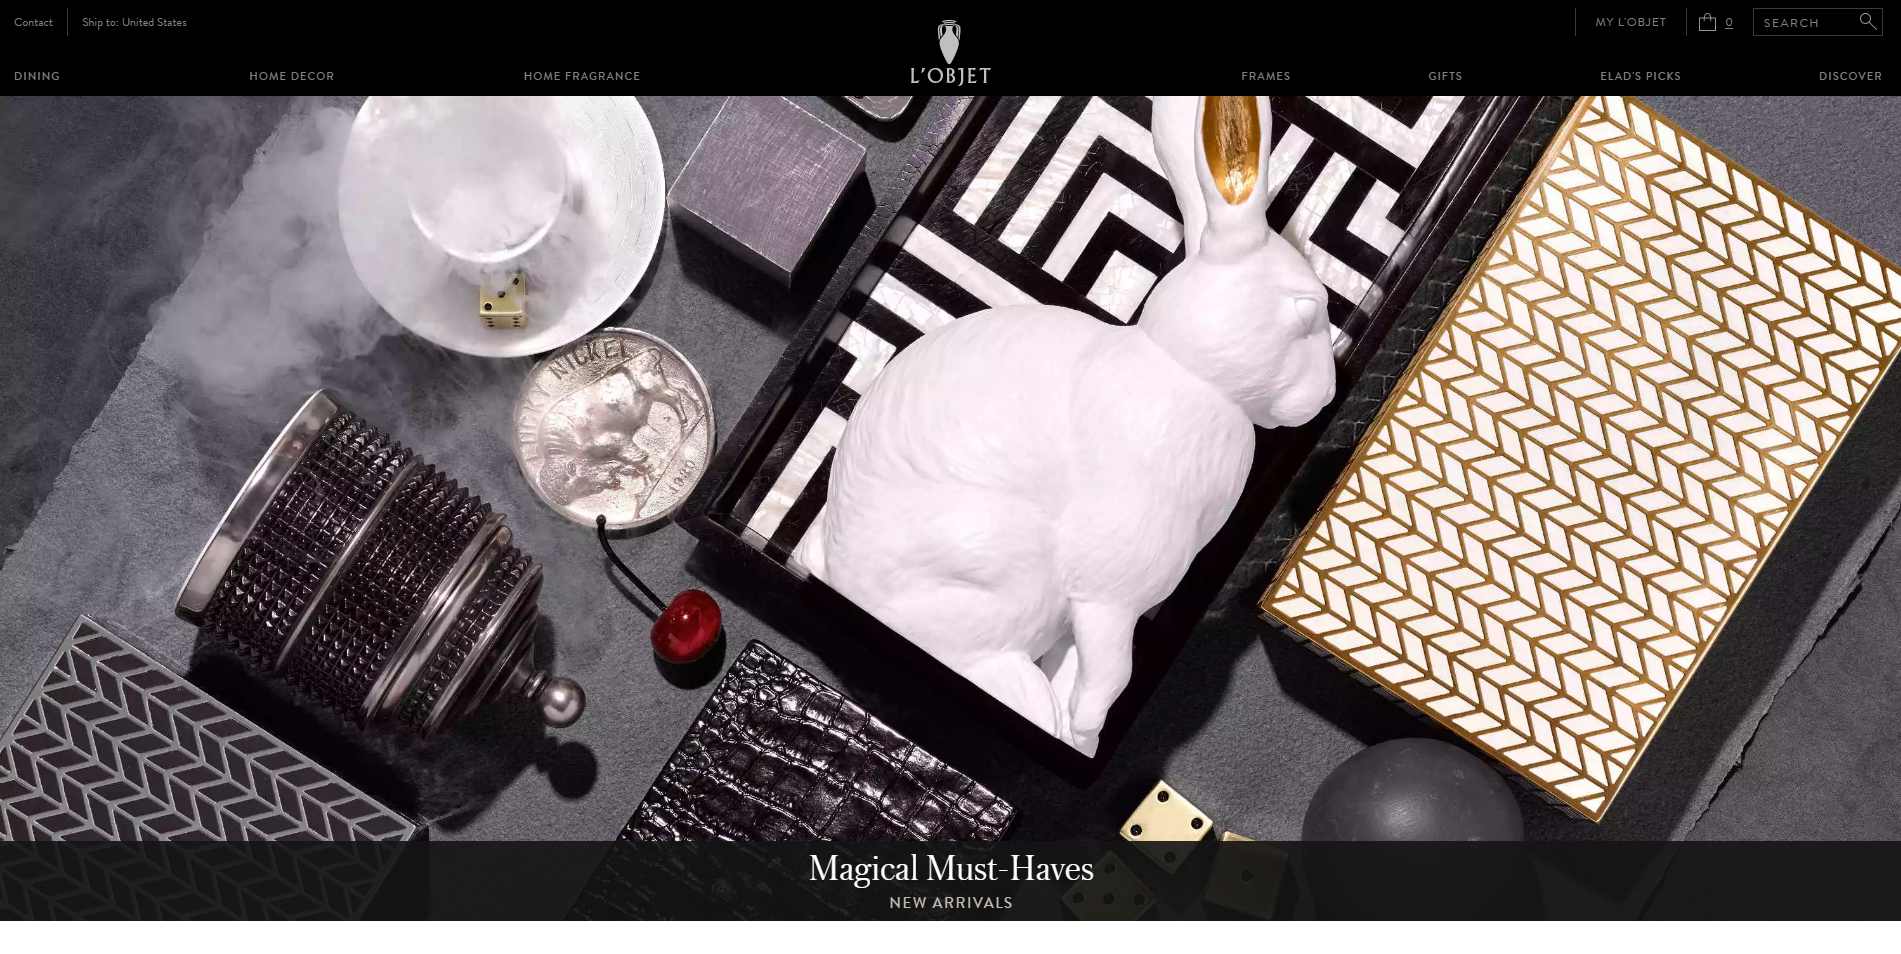 Contact
Ship to: United States
MY L'OBJET
0
SEARCH
DINING
HOME DECOR
HOME FRAGRANCE
L'OBJET
FRAMES
GIFTS
ELAD'S PICKS
DISCOVER
NICKEL
1940
Magical Must-Haves
NEW ARRIVALS